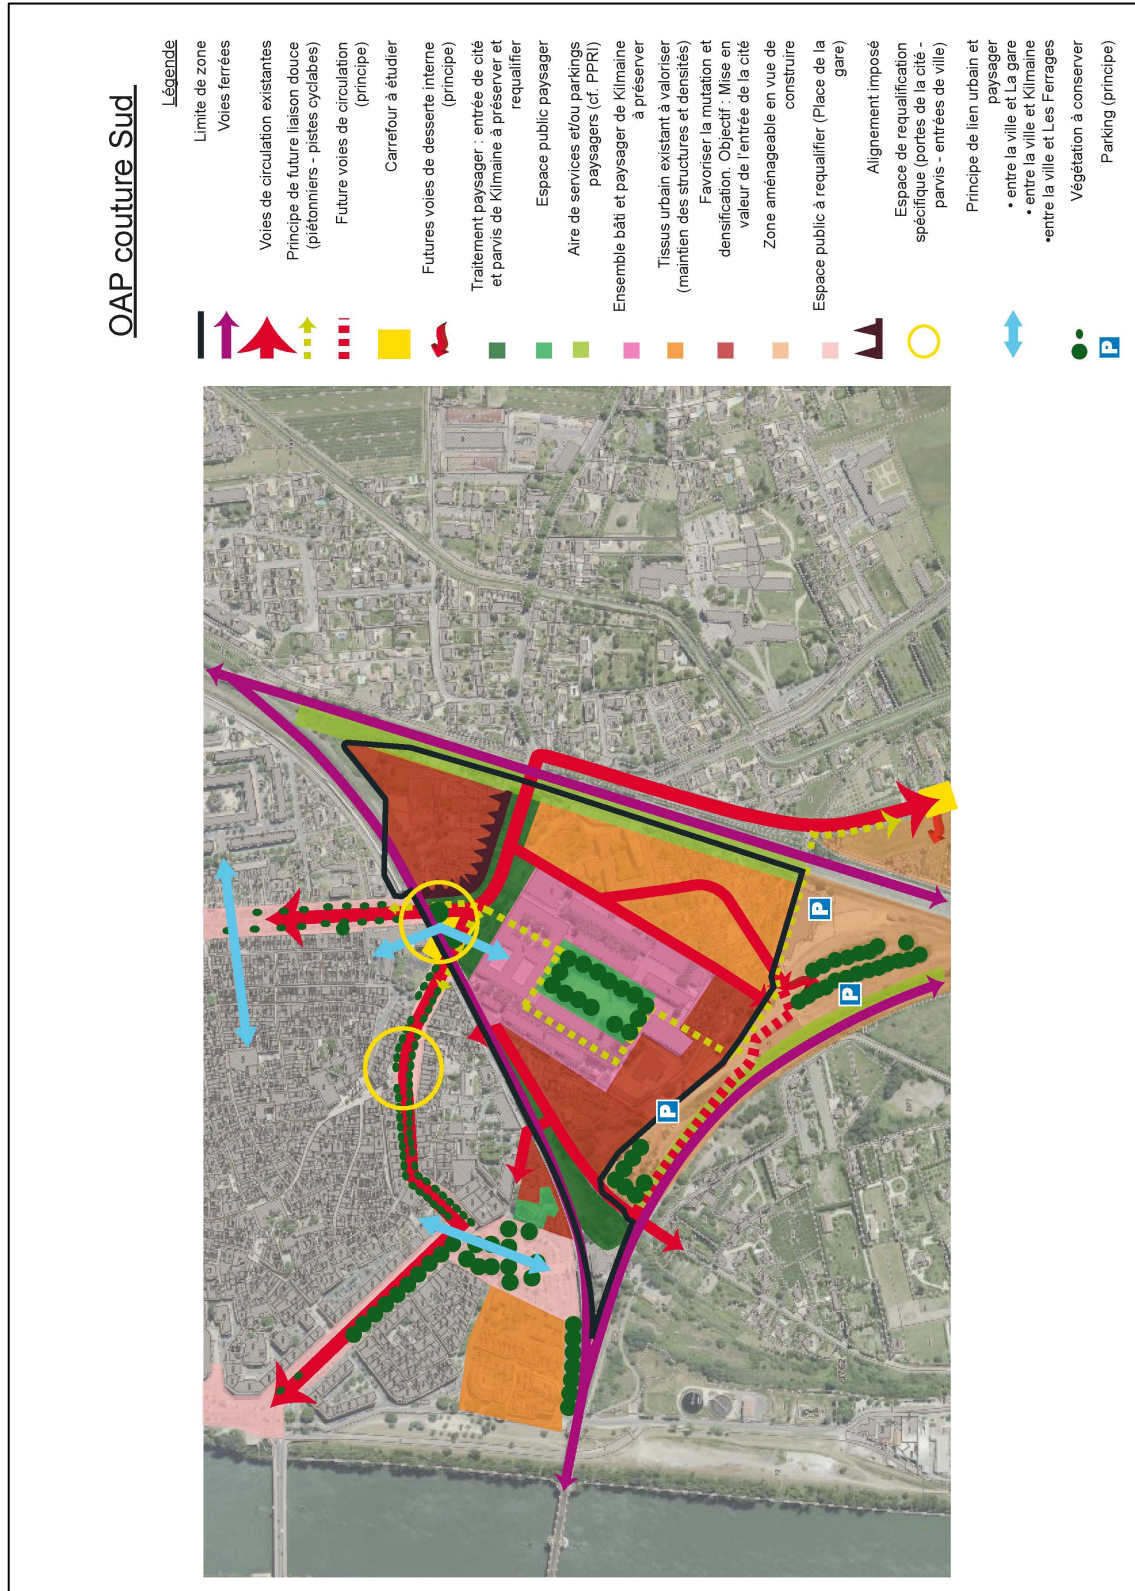 OAP couture Sud
Légende
Limite de zone
Voies ferrées
Voies de circulation existantes
Principe de future liaison douce
(piétonniers - pistes cyclabes)
Future voies de circulation
(principe)
Carrefour à étudier
Futures voies de desserte interne
(principe)
Traitement paysager : entrée de cité
et parvis de Kilmaine à préserver et
requalifier
Espace public paysager
Aire de services et/ou parkings
paysagers (cf. PPRI)
Ensemble bâti et paysager de Kilmaine
à préserver
Tissus urbain existant à valoriser
(maintien des structures et densités)
Favoriser la mutation et
densification. Objectif : Mise en
valeur de l'entrée de la cité
Zone aménageable en vue de
construire
Espace public à requalifier (Place de la
gare)
Alignement imposé
Espace de requalification
spécifique (portes de la cité -
parvis - entrées de ville)
Principe de lien urbain et
paysager
• entre la ville et La gare
• entre la ville et Kilmaine
•entre la ville et Les Ferrages
Végétation à conserver
Parking (principe)
P
P
P
P